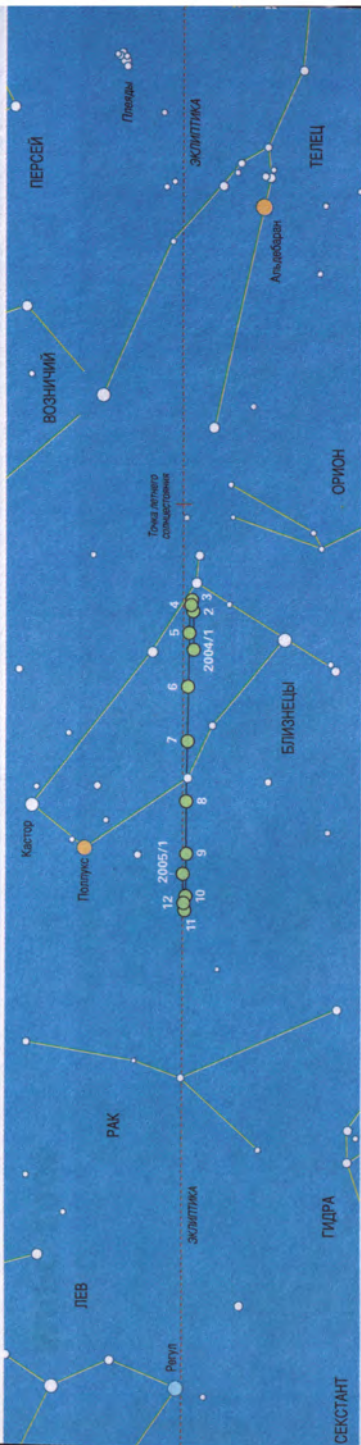 ПЕРСЕЙ
Плеяды
ЭКЛИПТИКА
ТЕЛЕЦ
Альдебаран
ВОЗНИЧИЙ
Точка летнего
солнцестояния
ОРИОН
4
3
2
5
2004/1
6
БЛИЗНЕЦЫ
7
Кастор
8
Поллукс
9
2005/1
10
12
11
РАК
ЭКЛИПТИКА
ГИДРА
ЛЕВ
Регул
СЕКСТАНТ